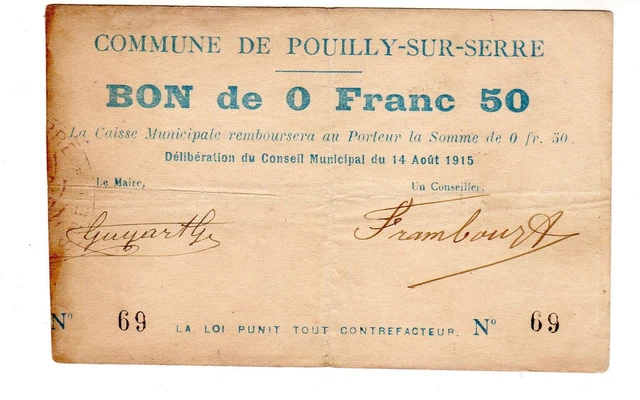 COMMUNE DE POUILLY-SUR-SERRE
BON de 0 Franc 50
La Caisse Municipale remboursera au Porteur la Somme de 0 fr. 50.
Délibération du Conseil Municipal du 14 Août 1915
Le Maire, Un Conseiller,
Guyart Frambourt
N° 69 LA LOI PUNIT TOUT CONTREFACTEUR. N° 69